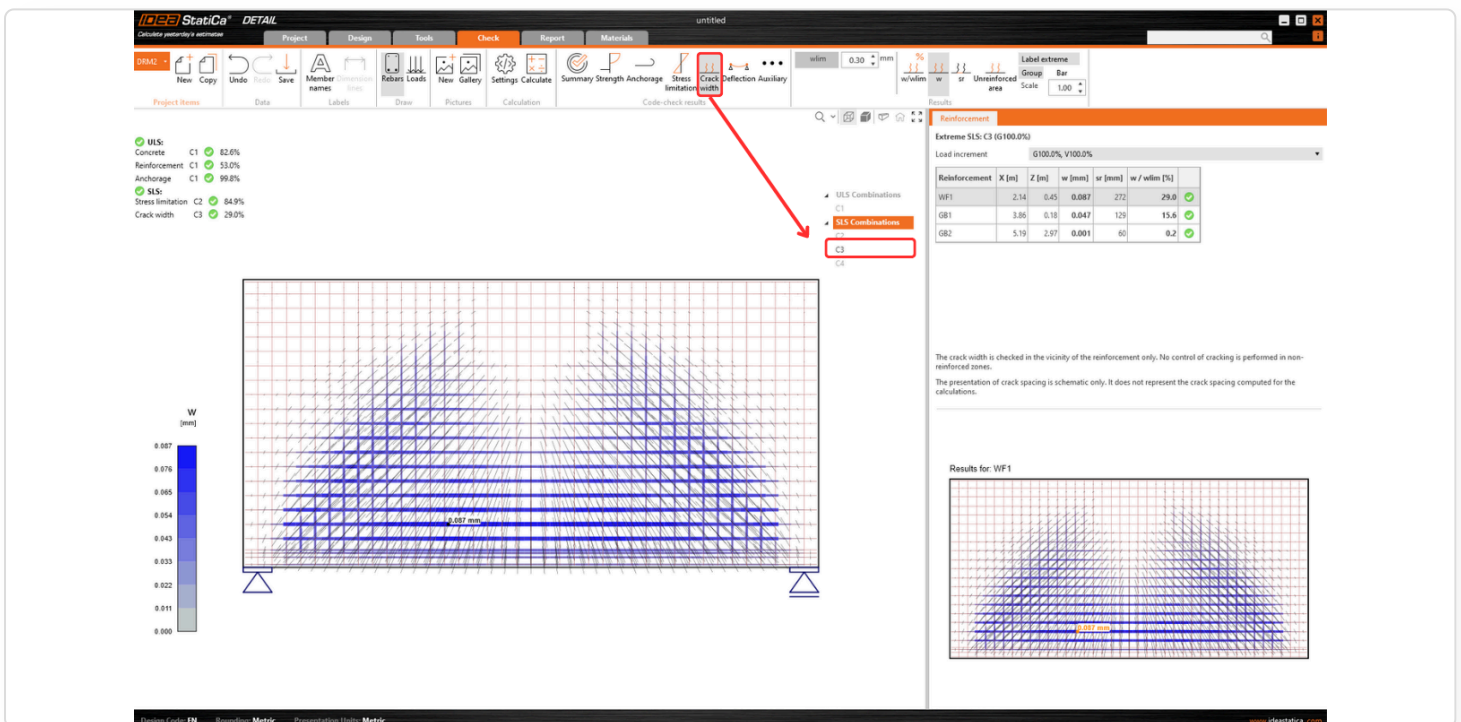 IDEA StatiCa® DETAIL
Calculate yesterday's estimates
untitled
Project Design Tools Check Report Materials
DRM2
New Copy
Undo Redo Save
Member names
Dimension lines
Rebars Loads
New Gallery
Settings Calculate
Summary Strength Anchorage
Stress limitation
Crack width
Deflection Auxiliary
wlim 0.30 mm
%
w/wlim w sr
Unreinforced area
Label extreme
Group Bar
Scale 1.00
Project items Data Labels Draw Pictures Calculation Code-check results Results
ULS:
Concrete C1 82.6%
Reinforcement C1 53.0%
Anchorage C1 99.8%
SLS:
Stress limitation C2 84.9%
Crack width C3 29.0%
ULS Combinations
C1
SLS Combinations
C2
C3
C4
W
[mm]
0.087
0.076
0.065
0.054
0.043
0.033
0.022
0.011
0.000
0.087 mm
Reinforcement
Extreme SLS: C3 (G100.0%)
Load increment G100.0%, V100.0%
Reinforcement X [m] Z [m] w [mm] sr [mm] w / wlim [%]
WF1 2.14 0.45 0.087 272 29.0
GB1 3.86 0.18 0.047 129 15.6
GB2 5.19 2.97 0.001 60 0.2
The crack width is checked in the vicinity of the reinforcement only. No control of cracking is performed in non-
reinforced zones.
The presentation of crack spacing is schematic only. It does not represent the crack spacing computed for the
calculations.
Results for: WF1
0.087 mm
Design Code: EN Rounding: Metric Presentation Units: Metric
www.ideastatica.com